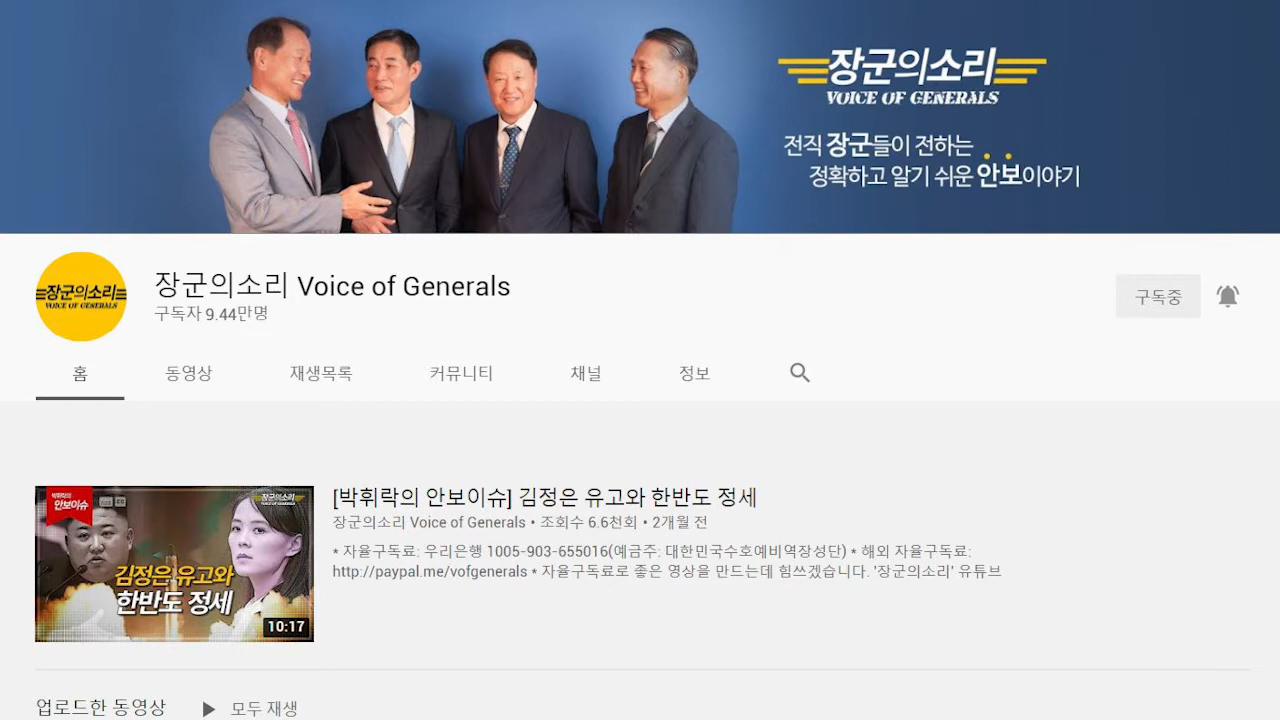 장군의소리
VOICE OF GENERALS
전직 장군들이 전하는
정확하고 알기 쉬운 안보이야기
장군의소리
VOICE OF GENERALS
장군의소리 Voice of Generals
구독자 9.44만명
구독중
홈 동영상 재생목록 커뮤니티 채널 정보
박휘락의
안보이슈
장군의소리
VOICE OF GENERALS
김정은 유고와
한반도 정세
10:17
[박휘락의 안보이슈] 김정은 유고와 한반도 정세
장군의소리 Voice of Generals • 조회수 6.6천회 • 2개월 전
* 자율구독료: 우리은행 1005-903-655016(예금주: 대한민국수호예비역장성단) * 해외 자율구독료:
http://paypal.me/vofgenerals * 자율구독료로 좋은 영상을 만드는데 힘쓰겠습니다. '장군의소리' 유튜브
업로드한 동영상 모두 재생